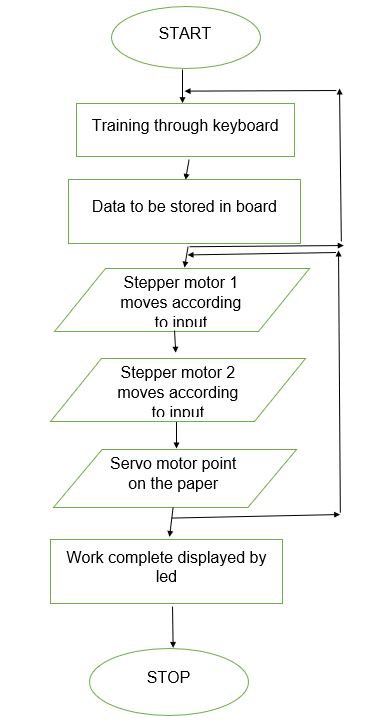 START
Training through keyboard
Data to be stored in board
Stepper motor 1
moves according
to input
Stepper motor 2
moves according
to input
Servo motor point
on the paper
Work complete displayed by
led
STOP